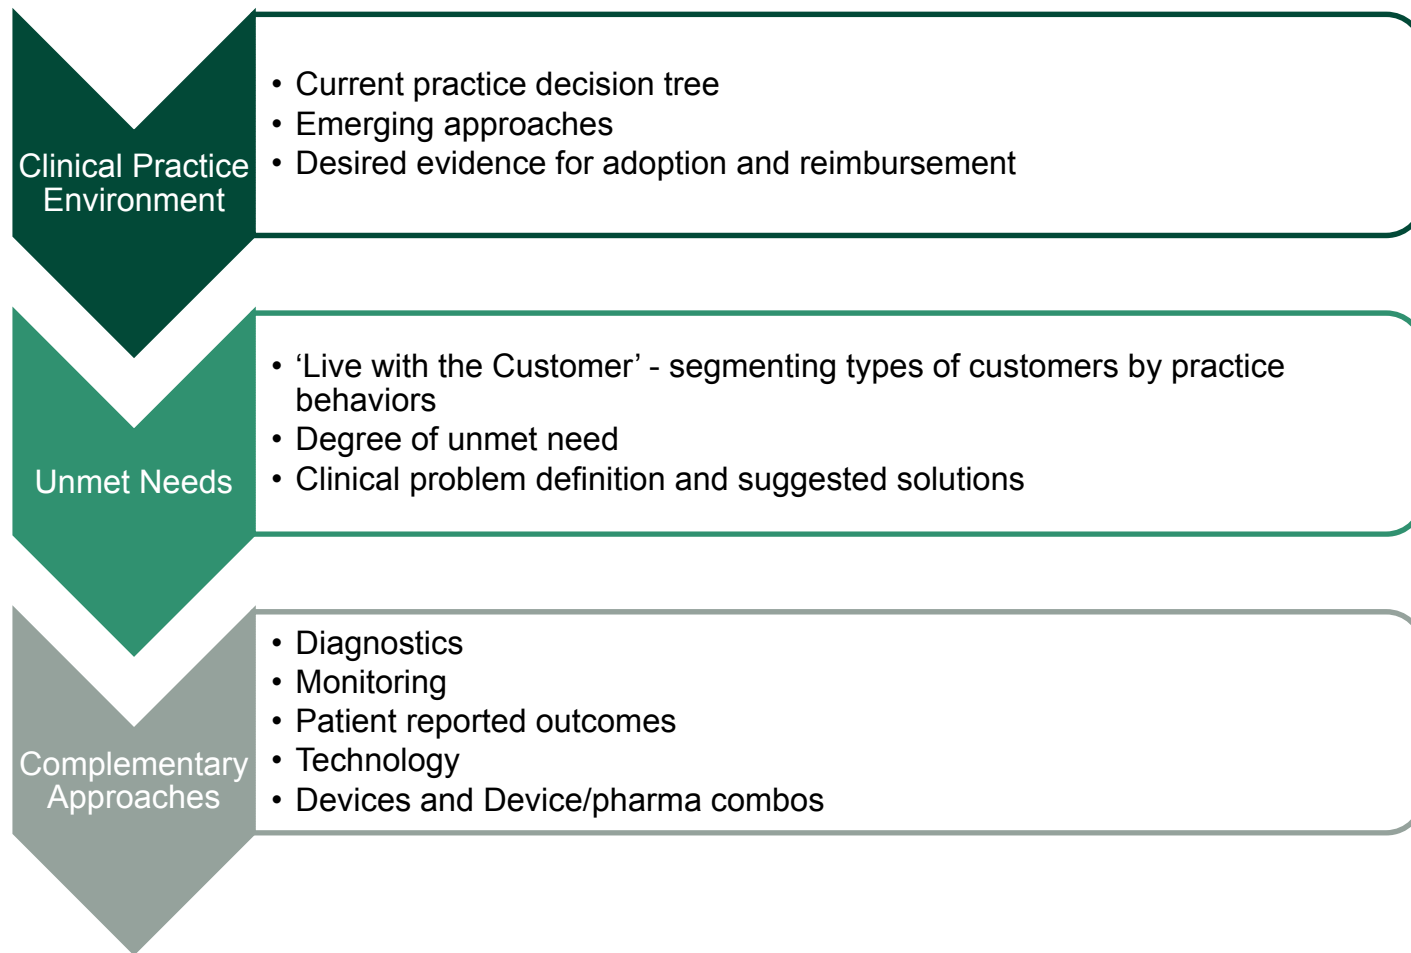 Clinical Practice
Environment
• Current practice decision tree
• Emerging approaches
• Desired evidence for adoption and reimbursement
Unmet Needs
• ‘Live with the Customer’ - segmenting types of customers by practice
behaviors
• Degree of unmet need
• Clinical problem definition and suggested solutions
Complementary
Approaches
• Diagnostics
• Monitoring
• Patient reported outcomes
• Technology
• Devices and Device/pharma combos